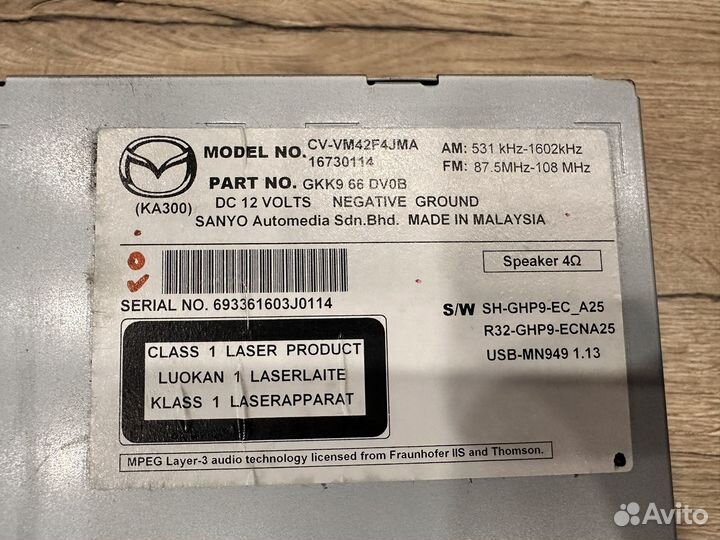 MODEL NO. CV-VM42F4JMA
16730114
AM: 531 kHz-1602kHz
FM: 87.5MHz-108 MHz
PART NO. GKK9 66 DV0B
(KA300)
DC 12 VOLTS NEGATIVE GROUND
SANYO Automedia Sdn.Bhd. MADE IN MALAYSIA
Speaker 4Ω
SERIAL NO. 693361603J0114
S/W SH-GHP9-EC_A25
R32-GHP9-ECNA25
USB-MN949 1.13
CLASS 1 LASER PRODUCT
LUOKAN 1 LASERLAITE
KLASS 1 LASERAPPARAT
MPEG Layer-3 audio technology licensed from Fraunhofer IIS and Thomson.
Avito